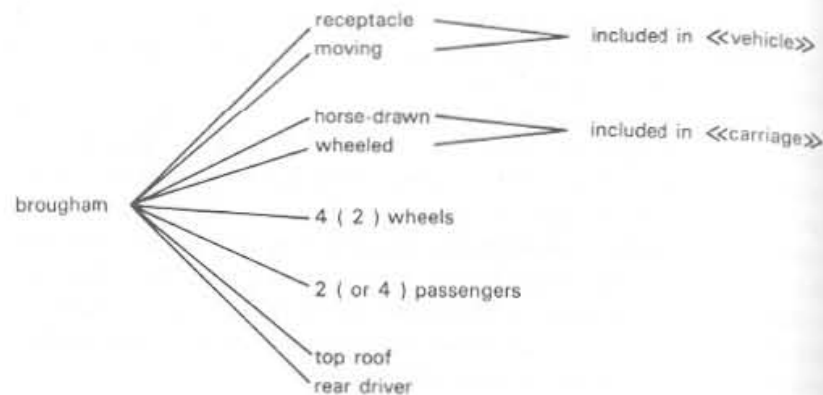 receptacle
moving
included in «vehicle»
horse-drawn
wheeled
included in «carriage»
brougham
4 ( 2 ) wheels
2 ( or 4 ) passengers
top roof
rear driver